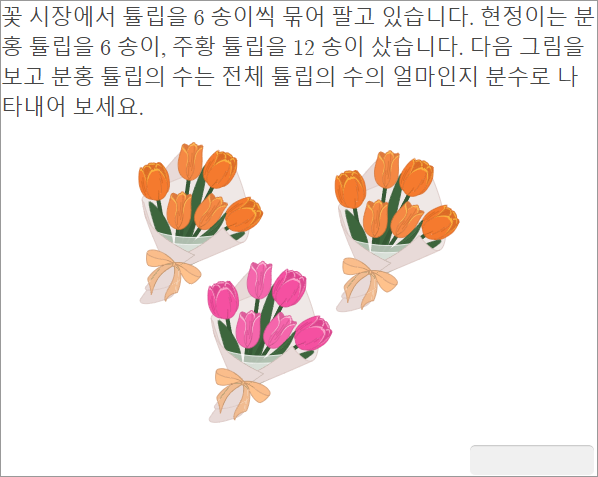 꽃 시장에서 튤립을 6 송이씩 묶어 팔고 있습니다. 현정이는 분
홍 튤립을 6 송이, 주황 튤립을 12 송이 샀습니다. 다음 그림을
보고 분홍 튤립의 수는 전체 튤립의 수의 얼마인지 분수로 나
타내어 보세요.